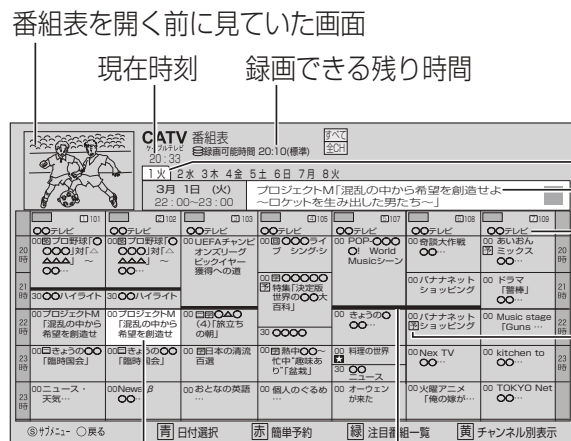 番組表を開く前に見ていた画面
現在時刻 録画できる残り時間
CATV 番組表
ケーブルテレビ
すべて
全CH
20:33 録画可能時間 20:10(標準)
1火 2水 3木 4金 5土 6日 7月 8火
3月 1日 (火)
22:00~23:00
プロジェクトM「混乱の中から希望を創造せよ
~ロケットを生み出した男たち~」
101 102 103 105 107 108 109
○○テレビ ○○テレビ ○○テレビ ○○テレビ ○○テレビ ○○テレビ ○○テレビ
20時
00 プロ野球「○
○○○」対「△
△△△」 ~
○○…
30 ○○ハイライト
00 プロ野球「○
○○○」対「△
△△△」 ~
○○…
30 ○○ハイライト
00 UEFAチャンピ
オンズリーグ
ビックイヤー
獲得への道
00 ○○○ライ
ブ シング・シ
00 POP-○○○
○! World
Musicシーン
00 奇談大作戦
○○…
00 あいおん
予 ミックス
○○…
20時
21時
00 ○○○○○
予 特集「決定版
世界の○○大
百科」
00 バナナネット
ショッピング
00 ドラマ
「警棒」
○○…
21時
22時
00 プロジェクトM
「混乱の中から
希望を創造せ
00 プロジェクトM
「混乱の中から
希望を創造せ
00 ○△○
(4)「旅立ち
の朝」
30 ○○○○
00 きょうの○
○○…
00 バナナネット
予 ショッピング
00 Music stage
「Guns …
22時
23時
00 きょうの○○
「臨時国会」
00 きょうの○○
「臨時国会」
00 日本の清流
百選
00 熱中○○~
忙中“趣味あ
り”「盆栽」
00 料理の世界
30 ○○
ニュース
00 Nex TV
○○…
00 kitchen to
○○…
23時
00 ニュース・
天気…
00 News β
○○…
00 おとなの英語
…
00 個人のぐるめ
00 オーウェン
が来た
00 火曜アニメ
「俺の嫁が…
00 TOKYO Net
○○…
Ⓢサブメニュー ○戻る 青 日付選択 赤 簡単予約 緑 注目番組一覧 黄 チャンネル別表示